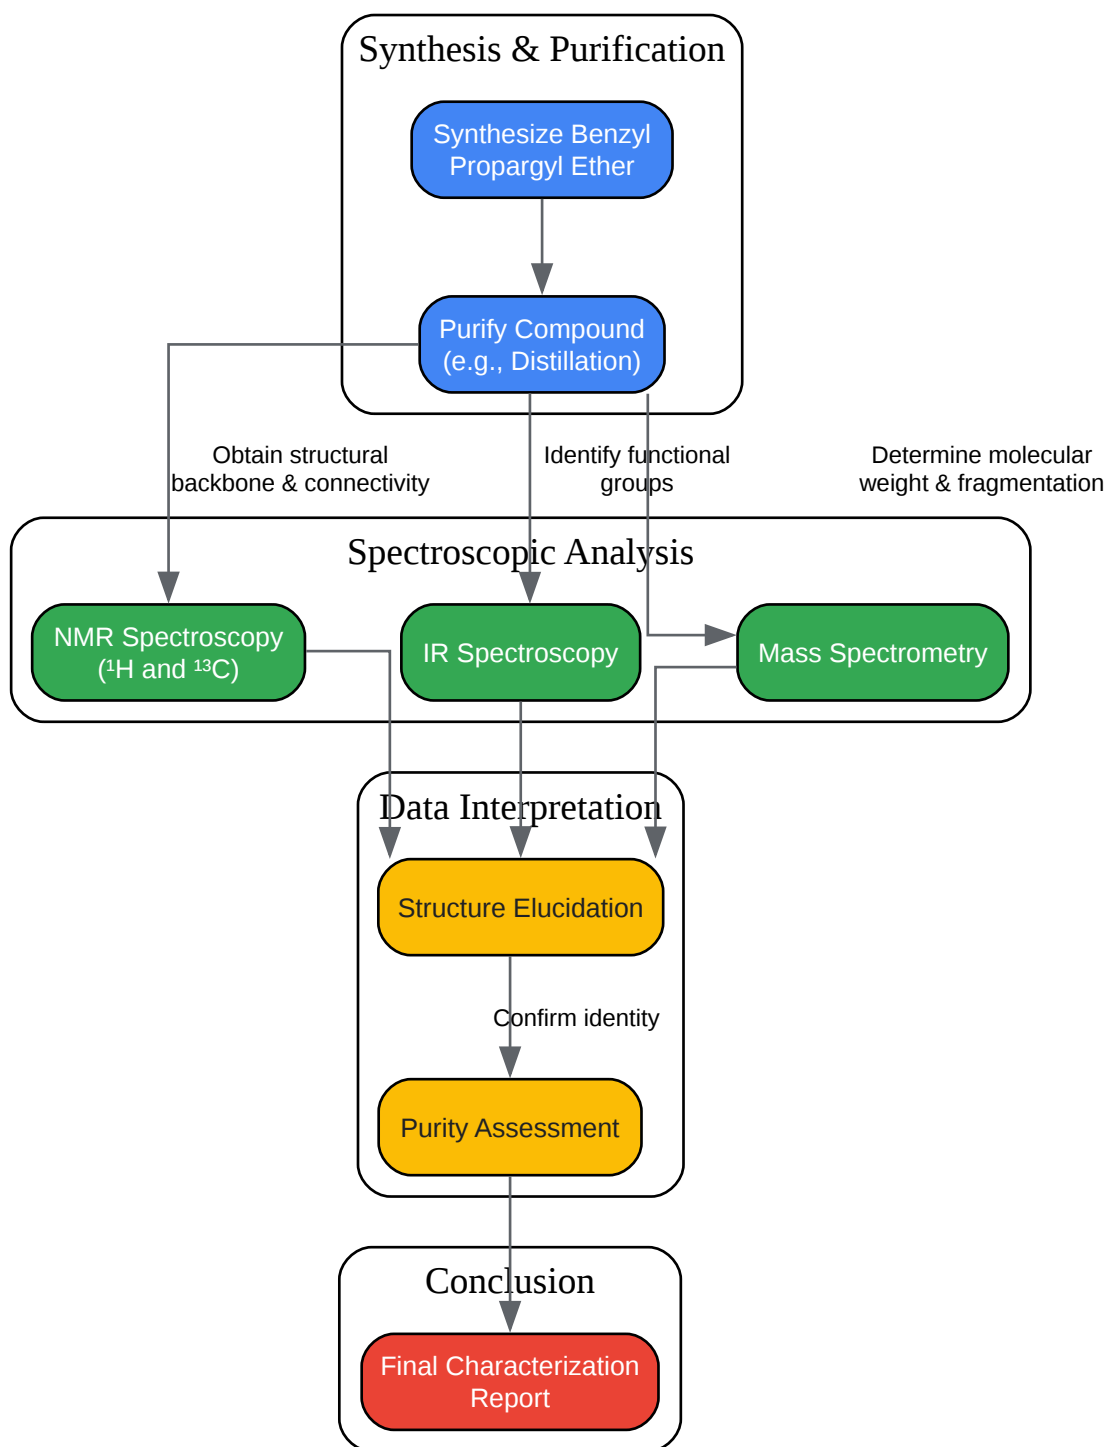 Synthesis & Purification
Synthesize Benzyl
Propargyl Ether
Purify Compound
(e.g., Distillation)
Obtain structural
backbone & connectivity
Identify functional
groups
Determine molecular
weight & fragmentation
Spectroscopic Analysis
NMR Spectroscopy
(¹H and ¹³C)
IR Spectroscopy
Mass Spectrometry
Data Interpretation
Structure Elucidation
Confirm identity
Purity Assessment
Conclusion
Final Characterization
Report